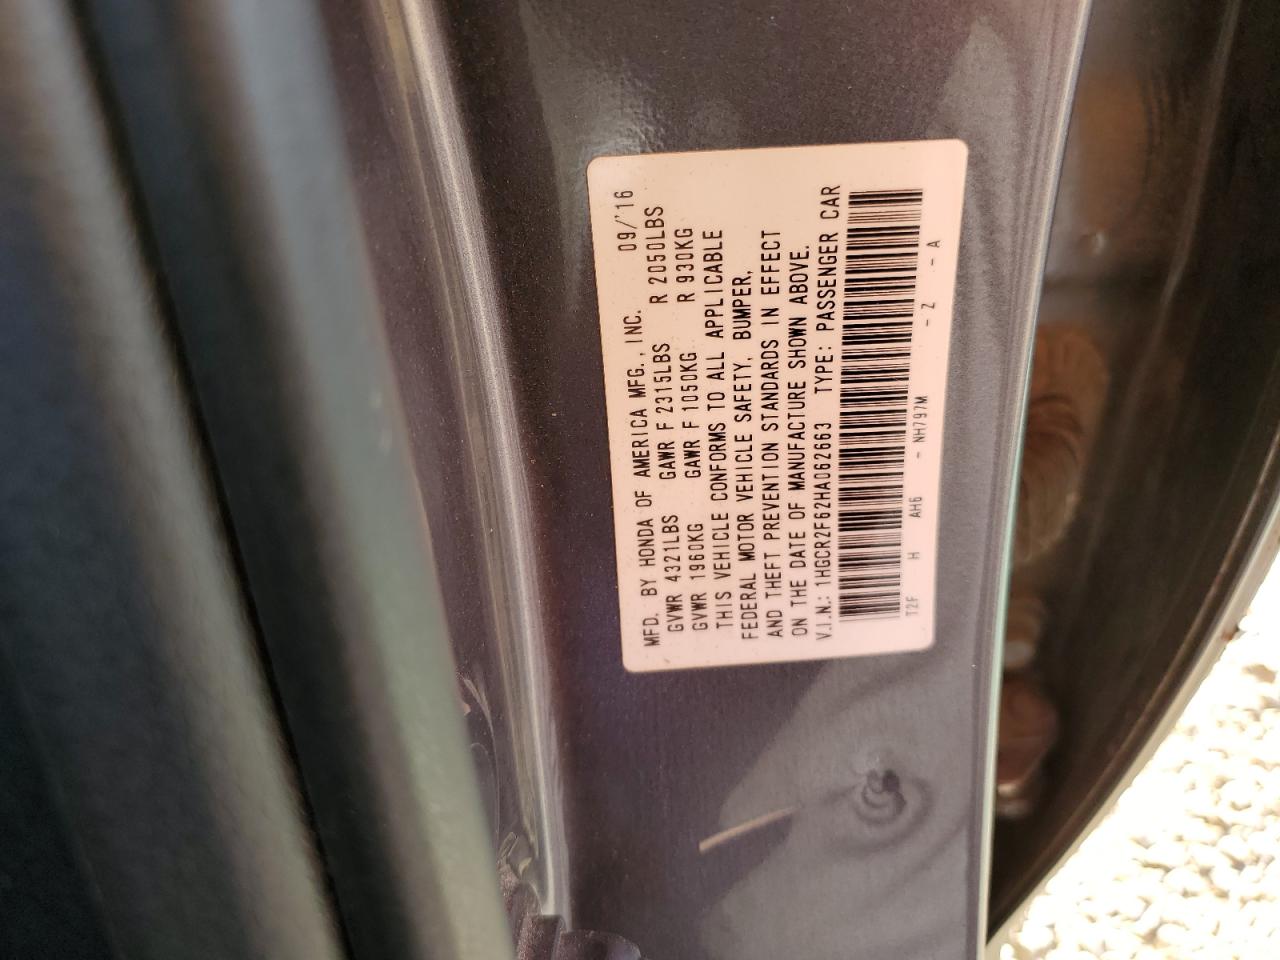 MFD. BY HONDA OF AMERICA MFG., INC. 09/'16
GVWR 4321LBS GAWR F 2315LBS R 2050LBS
GVWR 1960KG GAWR F 1050KG R 930KG
THIS VEHICLE CONFORMS TO ALL APPLICABLE
FEDERAL MOTOR VEHICLE SAFETY, BUMPER,
AND THEFT PREVENTION STANDARDS IN EFFECT
ON THE DATE OF MANUFACTURE SHOWN ABOVE.
V.I.N.: 1HGCR2F62HA062663 TYPE: PASSENGER CAR
T2F H AH6 - NH797M - Z - A